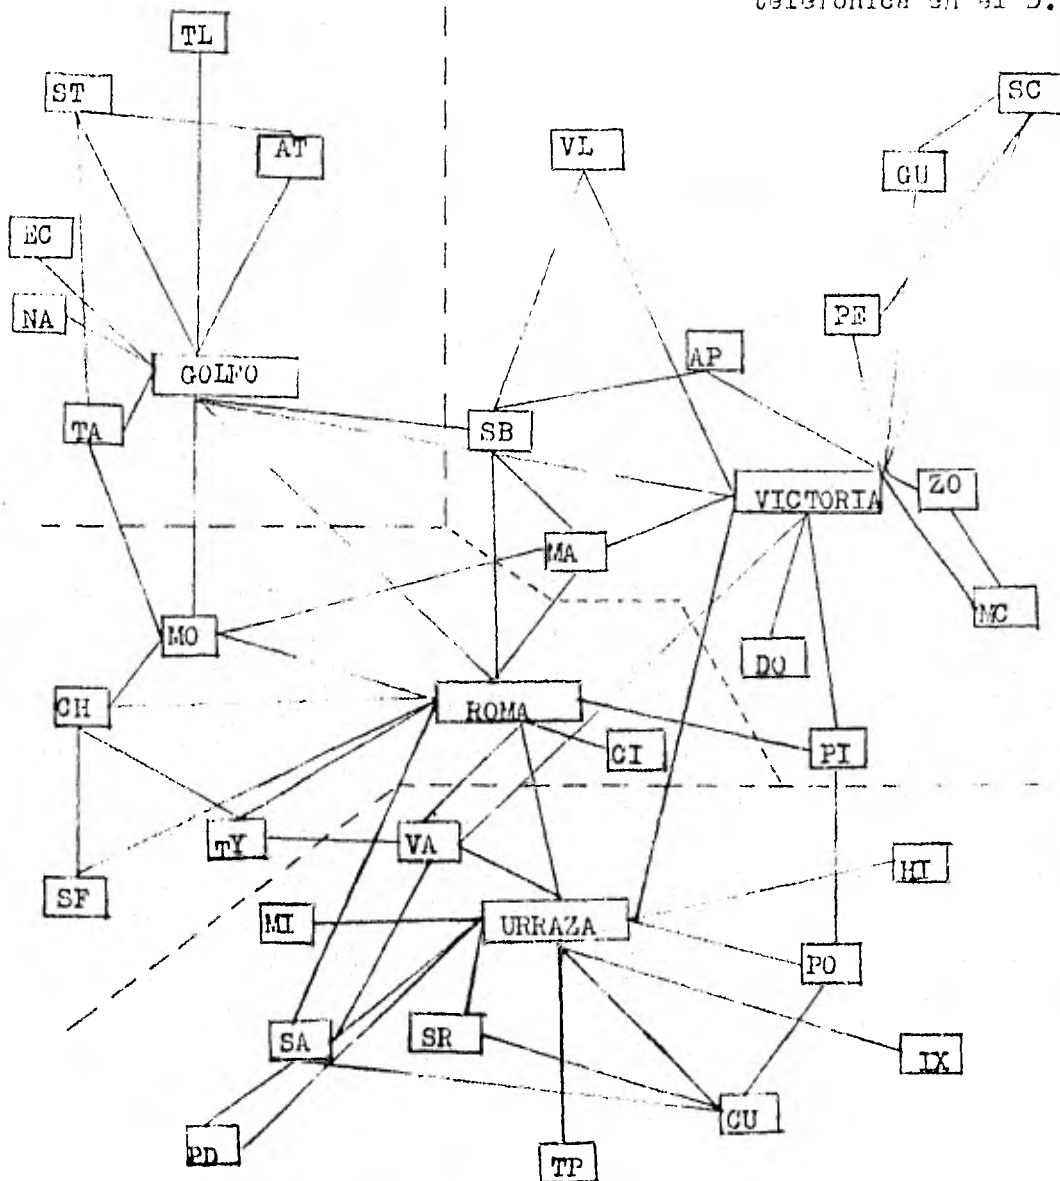 telefónica en el D.
TL
ST
SC
AT
VL
GU
EC
NA
PE
AP
GOLFO
TA
SB
VICTORIA
ZO
MA
MC
MO
DO
CH
ROMA
CI
PI
TY
VA
HI
SF
MI
URRAZA
PO
SA
SR
IX
CU
PD
TP